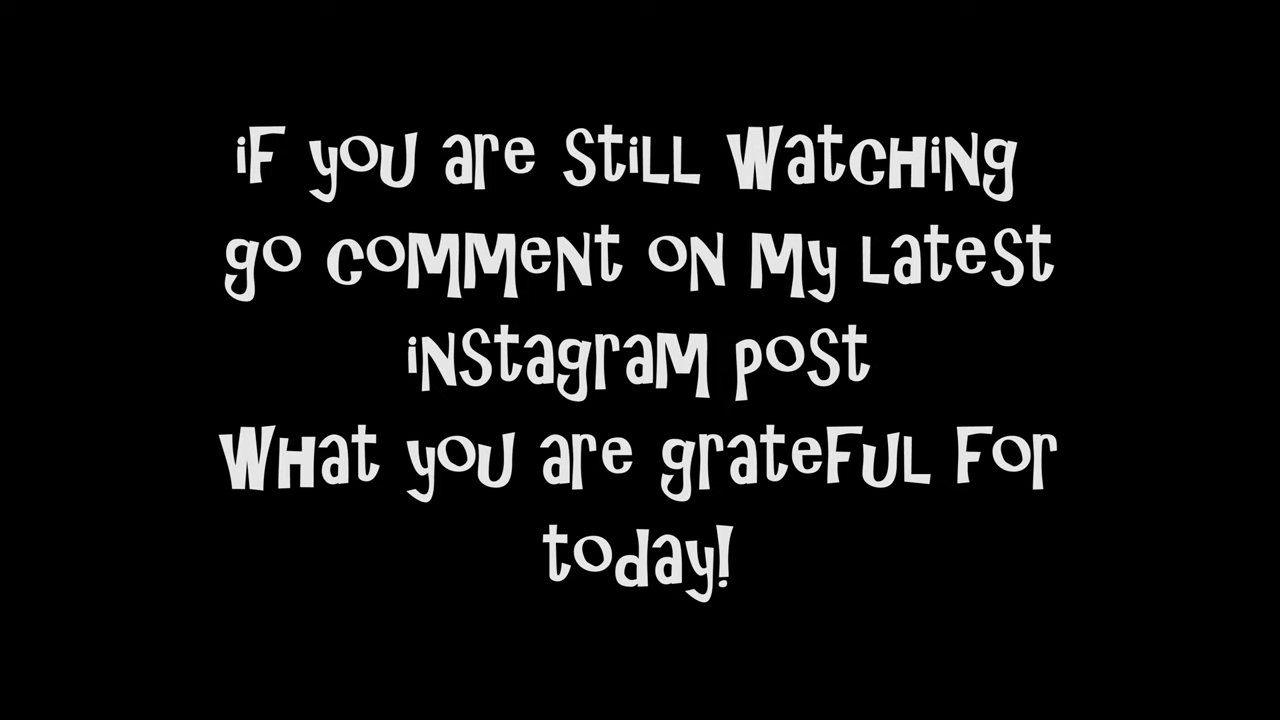 if you are still watching
go comment on my latest
instagram post
what you are grateful for
today!